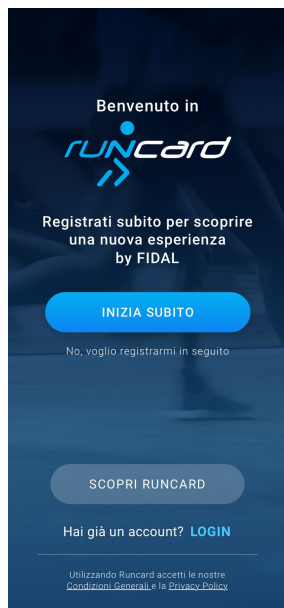 Benvenuto in
runcard
Registrati subito per scoprire
una nuova esperienza
by FIDAL
INIZIA SUBITO
No, voglio registrarmi in seguito
SCOPRI RUNCARD
Hai già un account? LOGIN
Utilizzando Runcard accetti le nostre
Condizioni Generali e la Privacy Policy